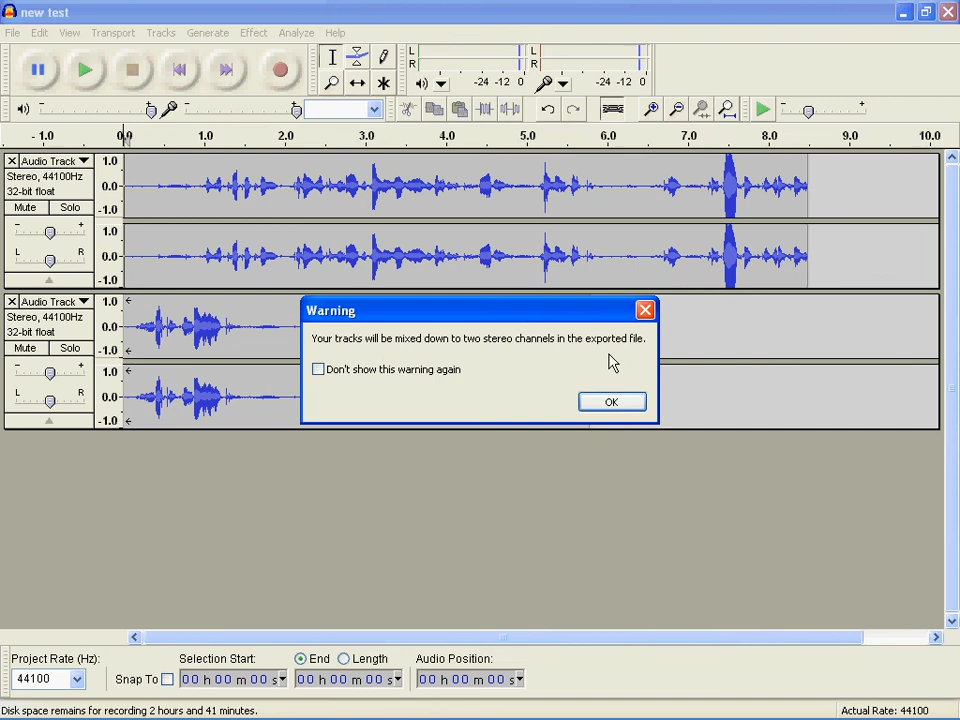 new test
File Edit View Transport Tracks Generate Effect Analyze Help
L R -24 -12 0 L R -24 -12 0
- 1.0 0.0 1.0 2.0 3.0 4.0 5.0 6.0 7.0 8.0 9.0 10.0
Audio Track 1.0
Stereo, 44100Hz
32-bit float 0.0
Mute Solo -1.0
- +
1.0
L R 0.0
-1.0
Audio Track 1.0
Stereo, 44100Hz
32-bit float 0.0
Mute Solo -1.0
- +
1.0
L R 0.0
-1.0
Warning
Your tracks will be mixed down to two stereo channels in the exported file.
Don't show this warning again
OK
Project Rate (Hz): Selection Start: End Length Audio Position:
44100 Snap To 00 h 00 m 00 s 00 h 00 m 00 s 00 h 00 m 00 s
Disk space remains for recording 2 hours and 41 minutes. Actual Rate: 44100